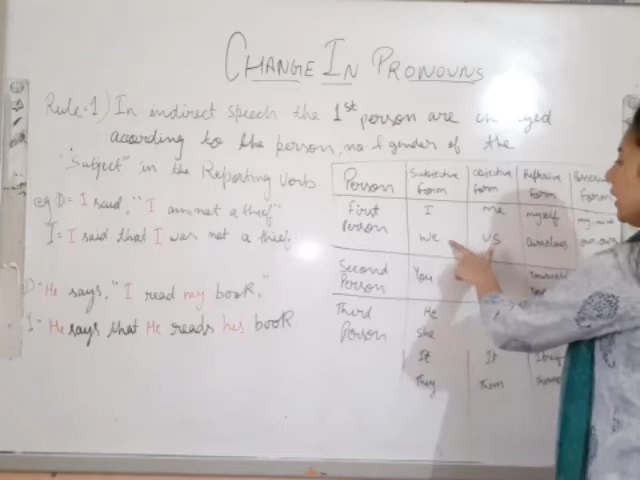 CHANGE IN PRONOUNS
Rule:1) In indirect speech the 1st person are changed
according to the person, no & gender of the
"Subject" in the Reporting Verb.
eg D= I said, "I am not a thief"
I= I said that I was not a thief.
D- He says, "I read my book."
I- He says that He reads his book
Person Subjective form Objective form Reflexive form
First Person I me myself
We us ourselves
Second Person You
Third Person He
She
It It
They Them